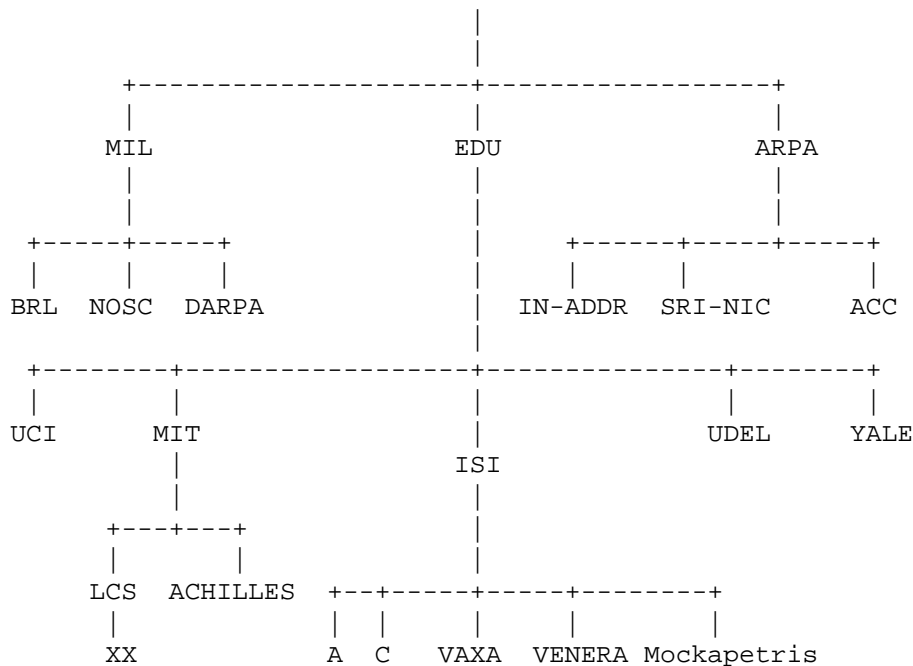 MIL EDU ARPA
BRL NOSC DARPA IN-ADDR SRI-NIC ACC
UCI MIT UDEL YALE
ISI
LCS ACHILLES
XX A C VAXA VENERA Mockapetris